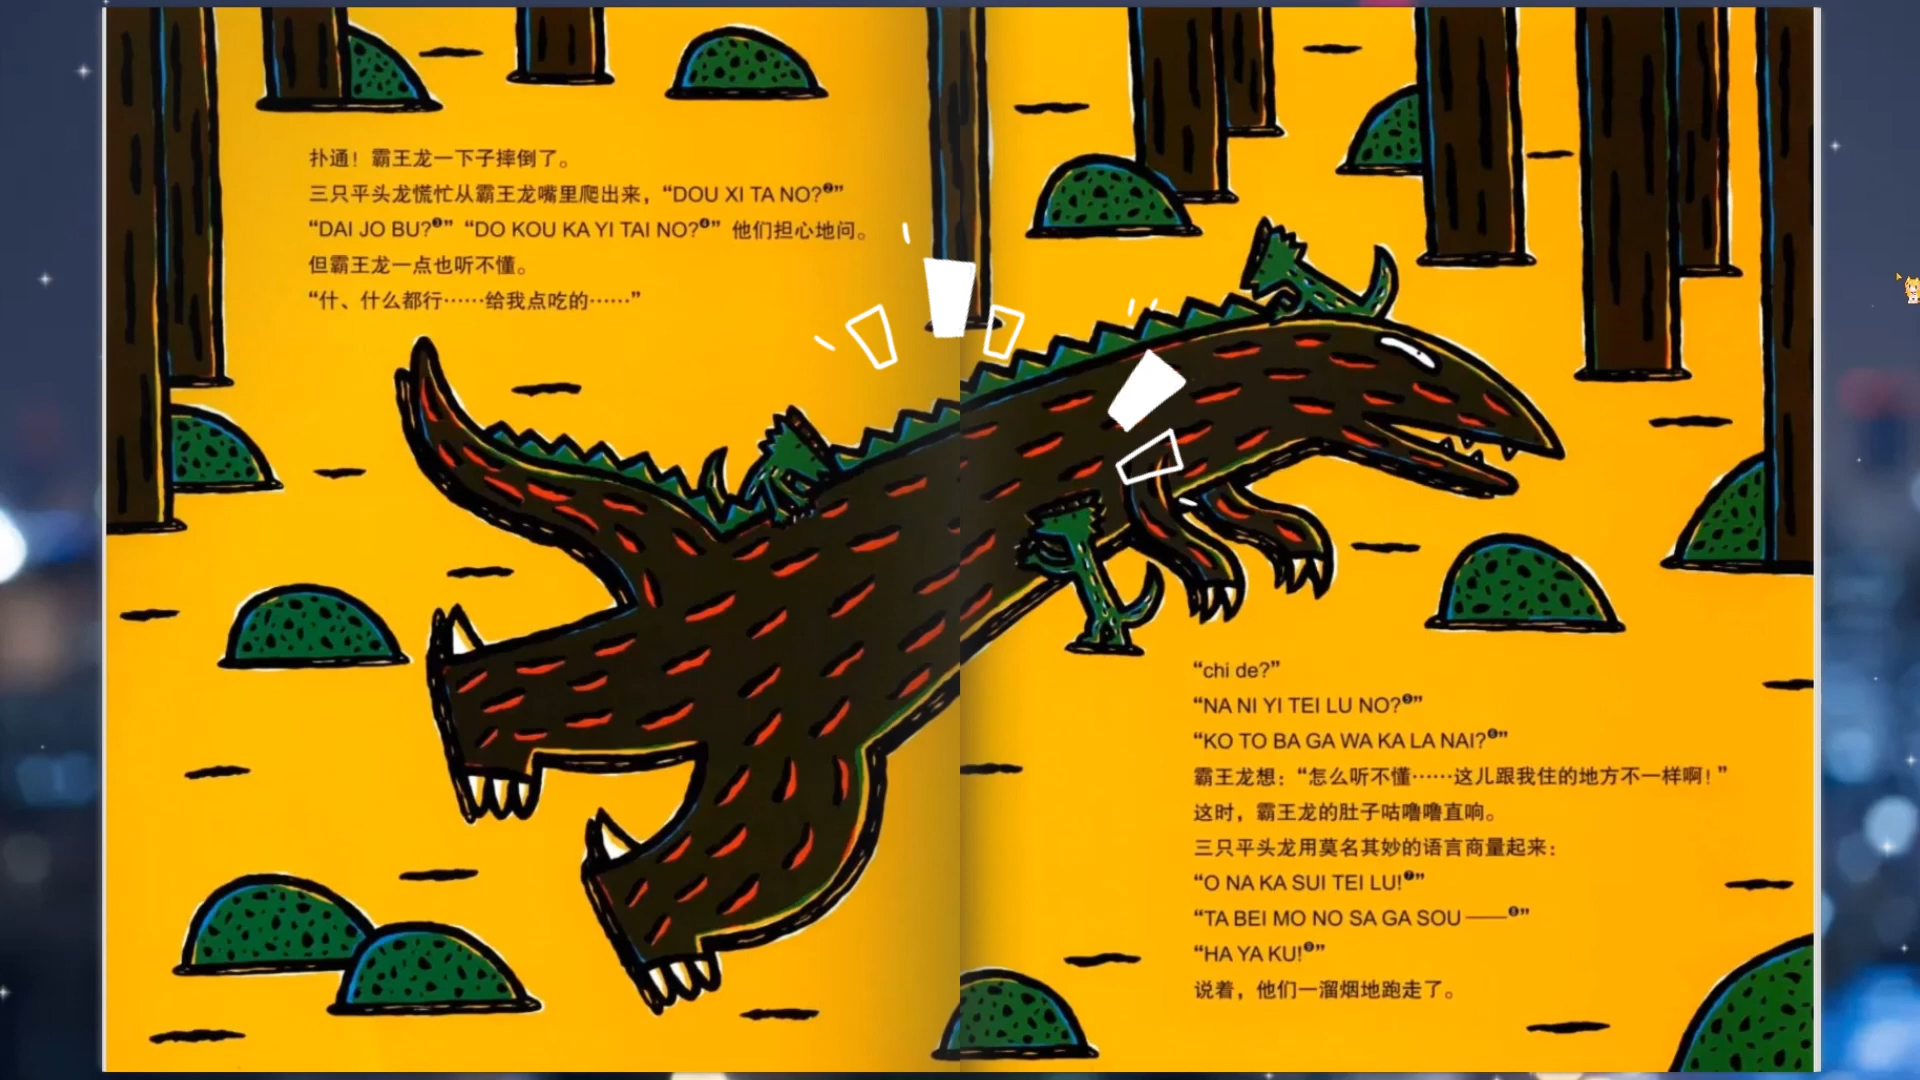 扑通！霸王龙一下子摔倒了。
三只平头龙慌忙从霸王龙嘴里爬出来，“DOU XI TA NO?❷”
“DAI JO BU?❸” “DO KOU KA YI TAI NO?❹” 他们担心地问。
但霸王龙一点也听不懂。
“什、什么都行……给我点吃的……”
“chi de?”
“NA NI YI TEI LU NO?❺”
“KO TO BA GA WA KA LA NAI?❻”
霸王龙想：“怎么听不懂……这儿跟我住的地方不一样啊！”
这时，霸王龙的肚子咕噜噜直响。
三只平头龙用莫名其妙的语言商量起来：
“O NA KA SUI TEI LU!❼”
“TA BEI MO NO SA GA SOU——❽”
“HA YA KU!❾”
说着，他们一溜烟地跑走了。